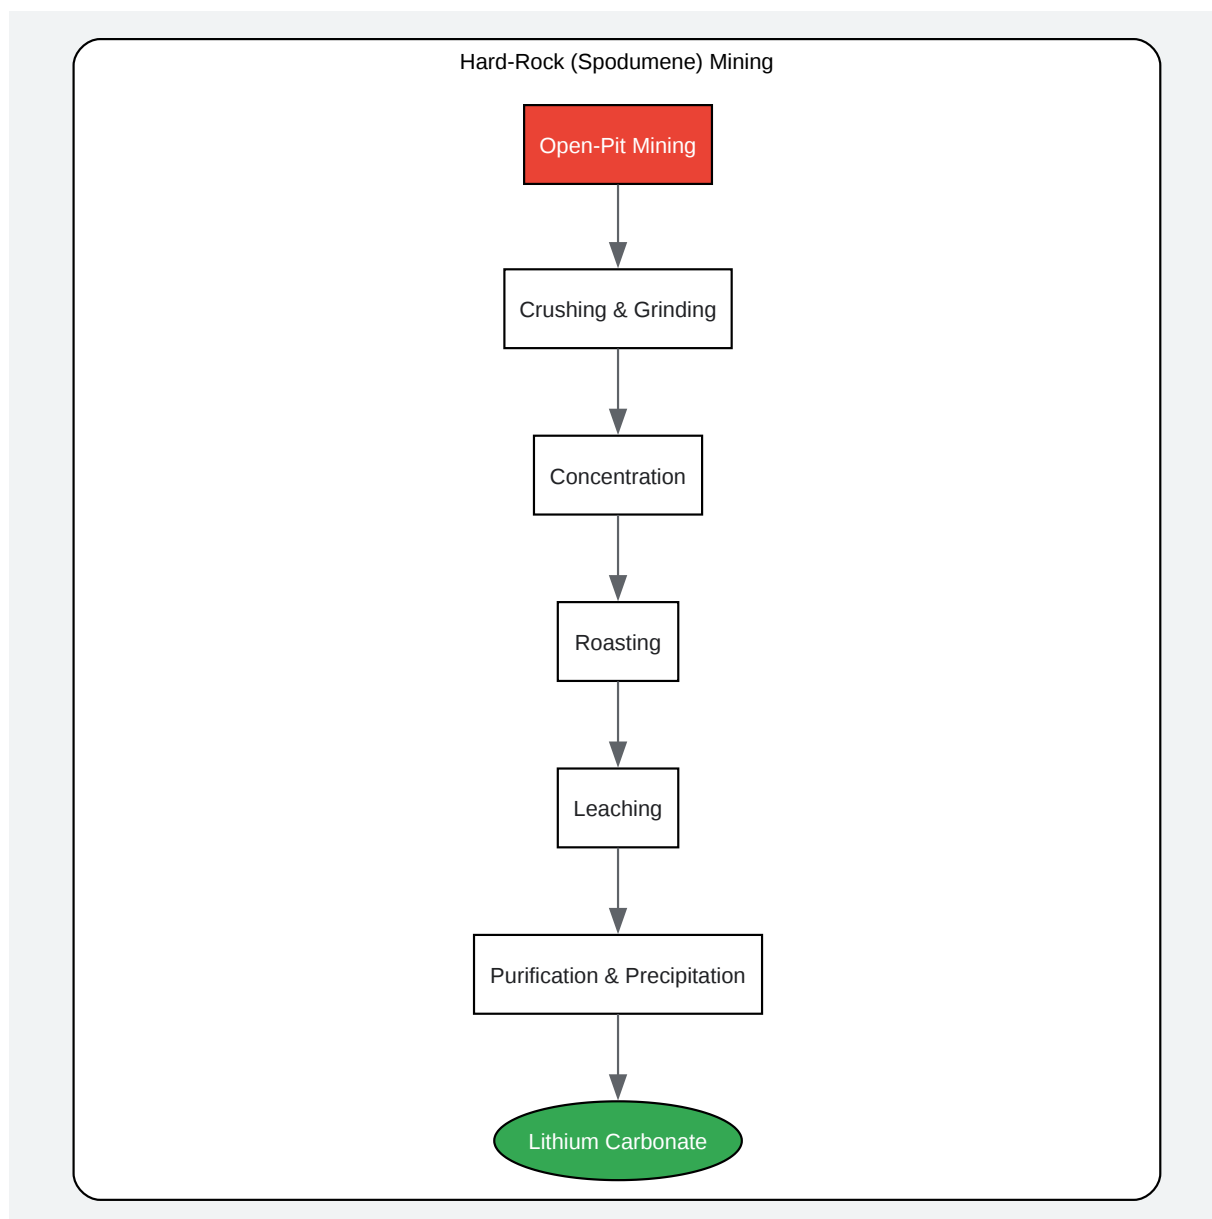 Hard-Rock (Spodumene) Mining
Open-Pit Mining
Crushing & Grinding
Concentration
Roasting
Leaching
Purification & Precipitation
Lithium Carbonate